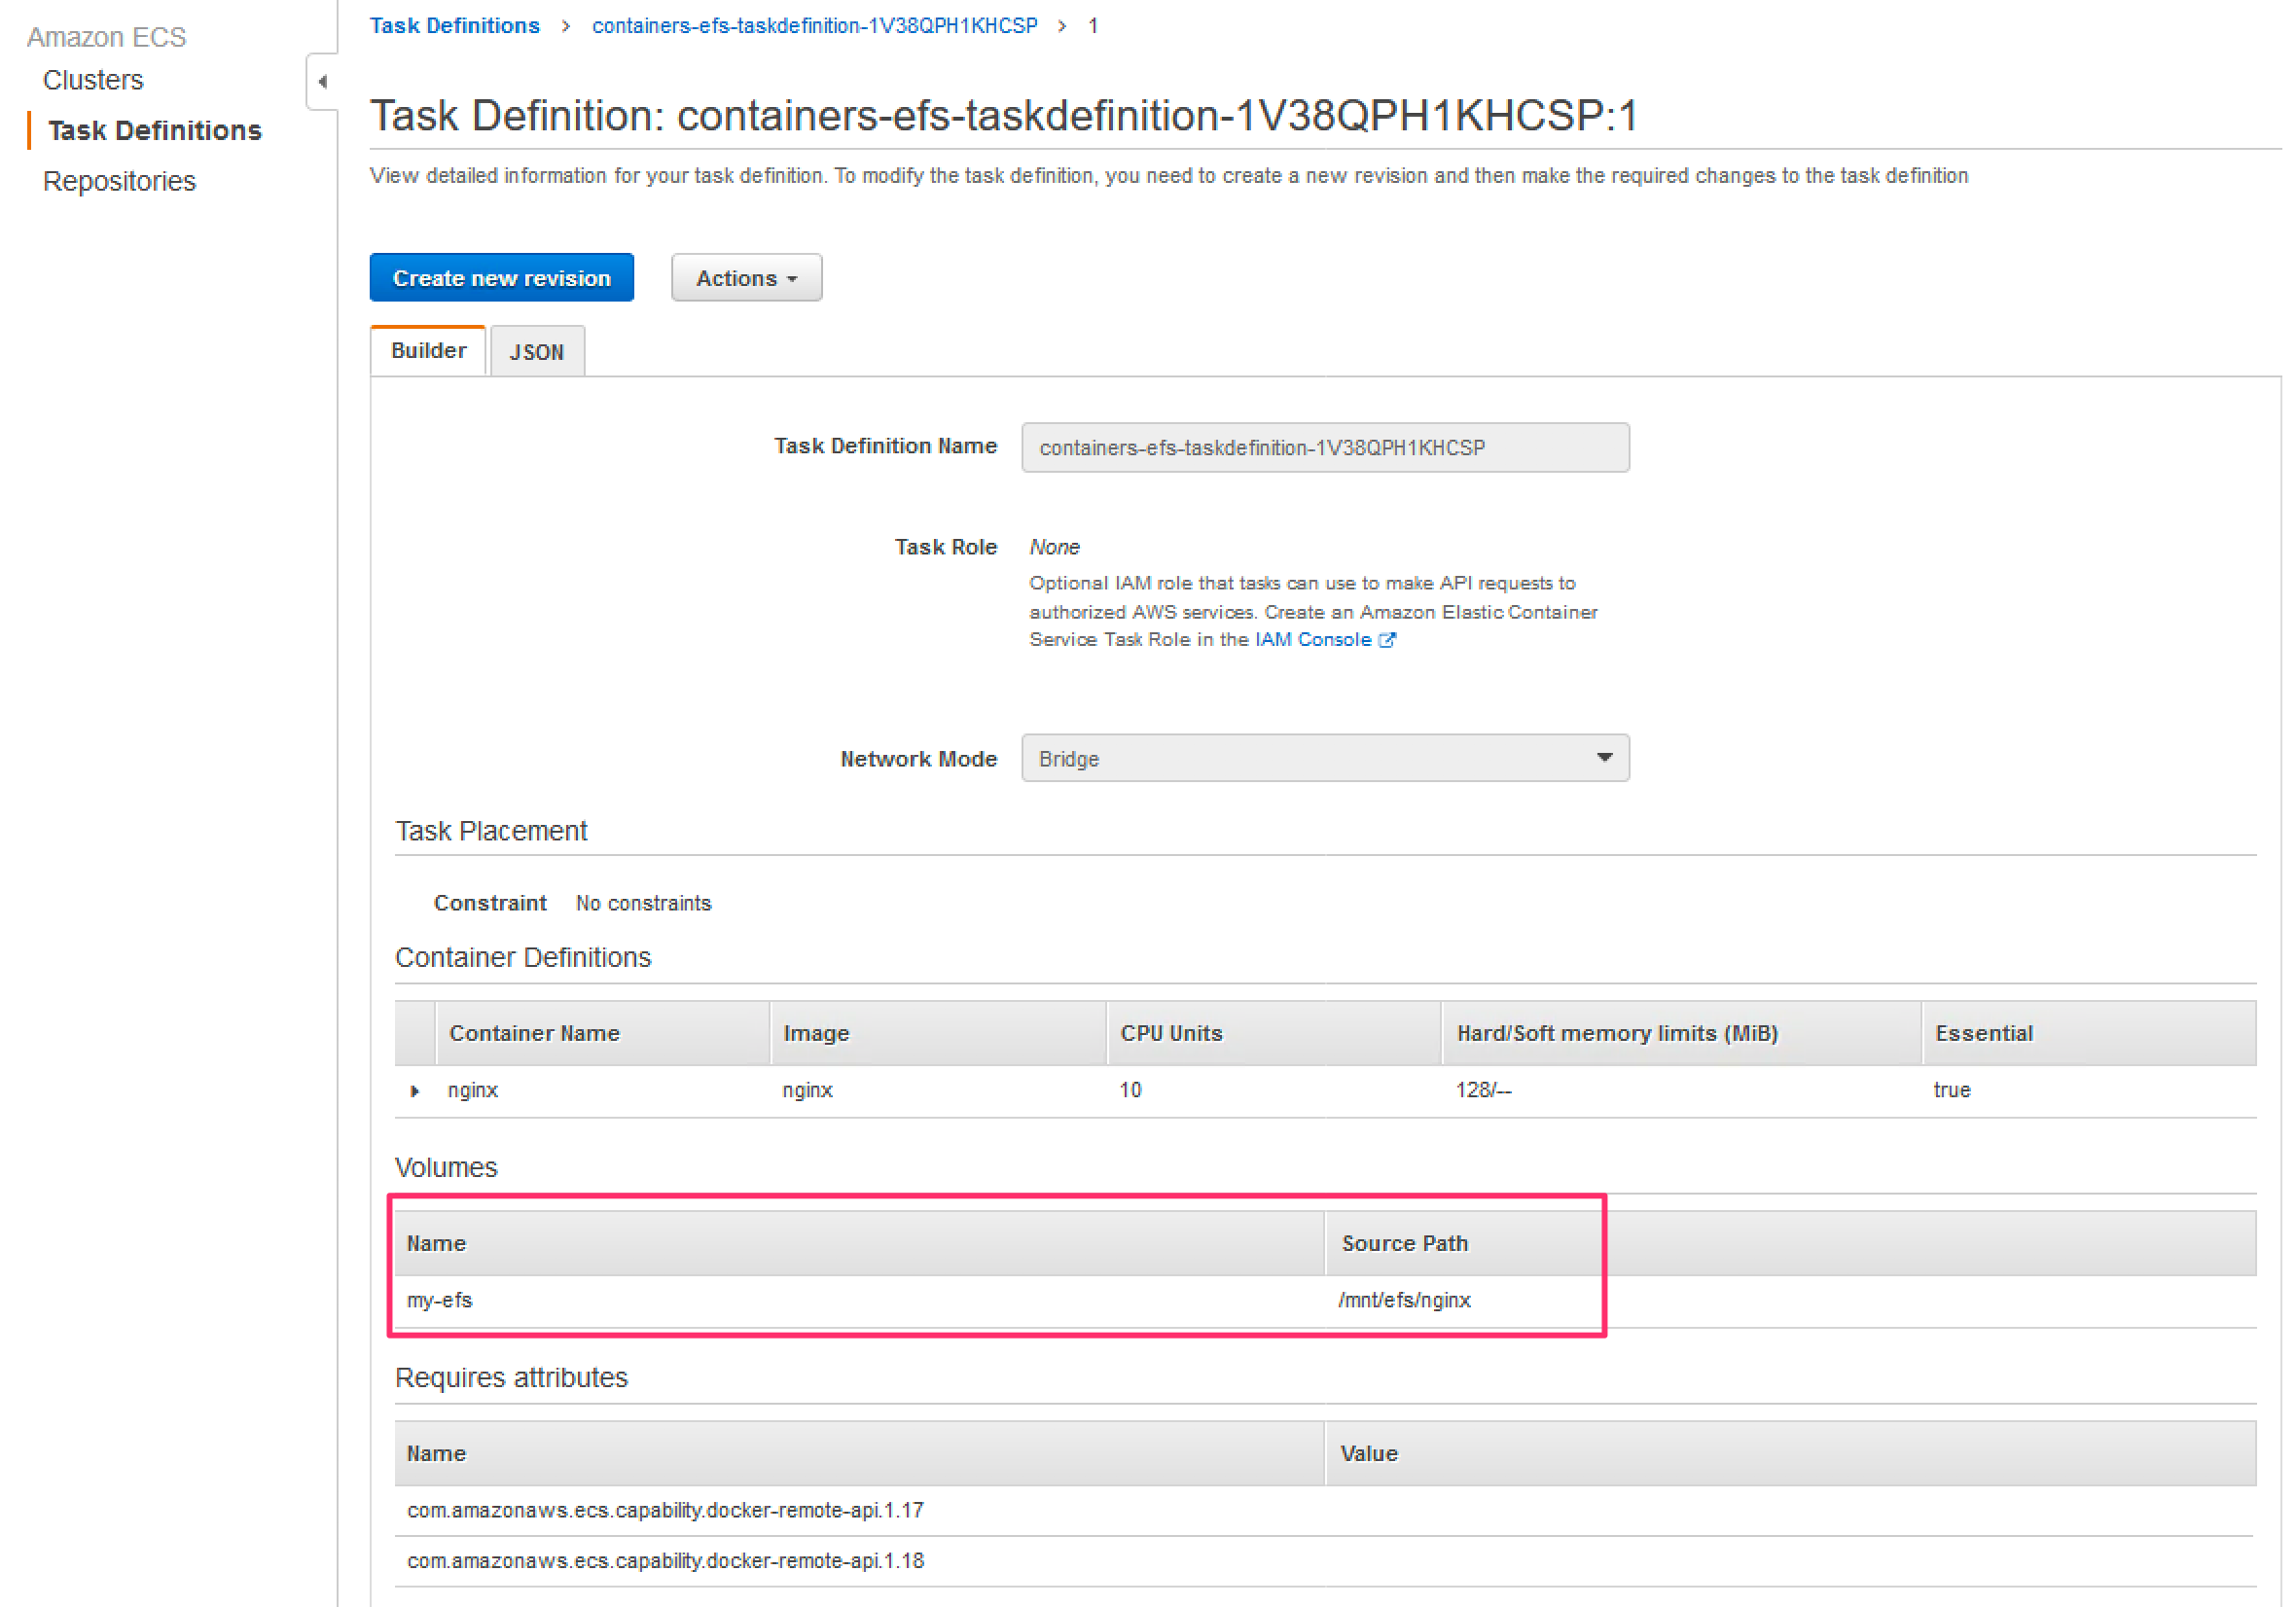 Amazon ECS
Clusters
Task Definitions
Repositories
Task Definitions > containers-efs-taskdefinition-1V38QPH1KHCSP > 1
Task Definition: containers-efs-taskdefinition-1V38QPH1KHCSP:1
View detailed information for your task definition. To modify the task definition, you need to create a new revision and then make the required changes to the task definition
Create new revision Actions
Builder JSON
Task Definition Name containers-efs-taskdefinition-1V38QPH1KHCSP
Task Role None
Optional IAM role that tasks can use to make API requests to
authorized AWS services. Create an Amazon Elastic Container
Service Task Role in the IAM Console
Network Mode Bridge
Task Placement
Constraint No constraints
Container Definitions
Container Name Image CPU Units Hard/Soft memory limits (MiB) Essential
nginx nginx 10 128/-- true
Volumes
Name Source Path
my-efs /mnt/efs/nginx
Requires attributes
Name Value
com.amazonaws.ecs.capability.docker-remote-api.1.17
com.amazonaws.ecs.capability.docker-remote-api.1.18